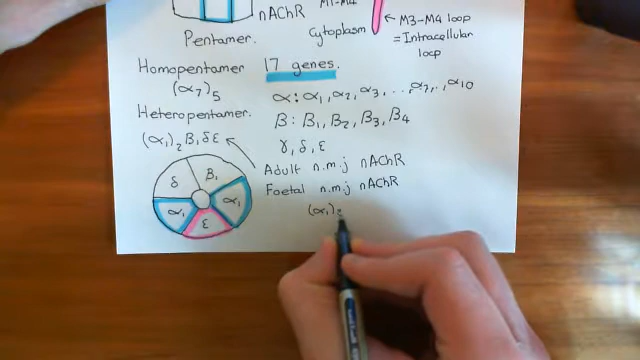 nAChR
Pentamer.
Cytoplasm
← M3-M4 loop
= Intracellular
loop
Homopentamer 17 genes.
(α₇)₅
α: α₁, α₂, α₃, ...α₇, .., α₁₀
Heteropentamer.
β: β₁, β₂, β₃, β₄
(α₁)₂ β₁ δ ε
γ, δ, ε
Adult n.m.j nAChR
Foetal n.m.j nAChR
δ β₁
α₁ α₁
ε
(α₁)₂